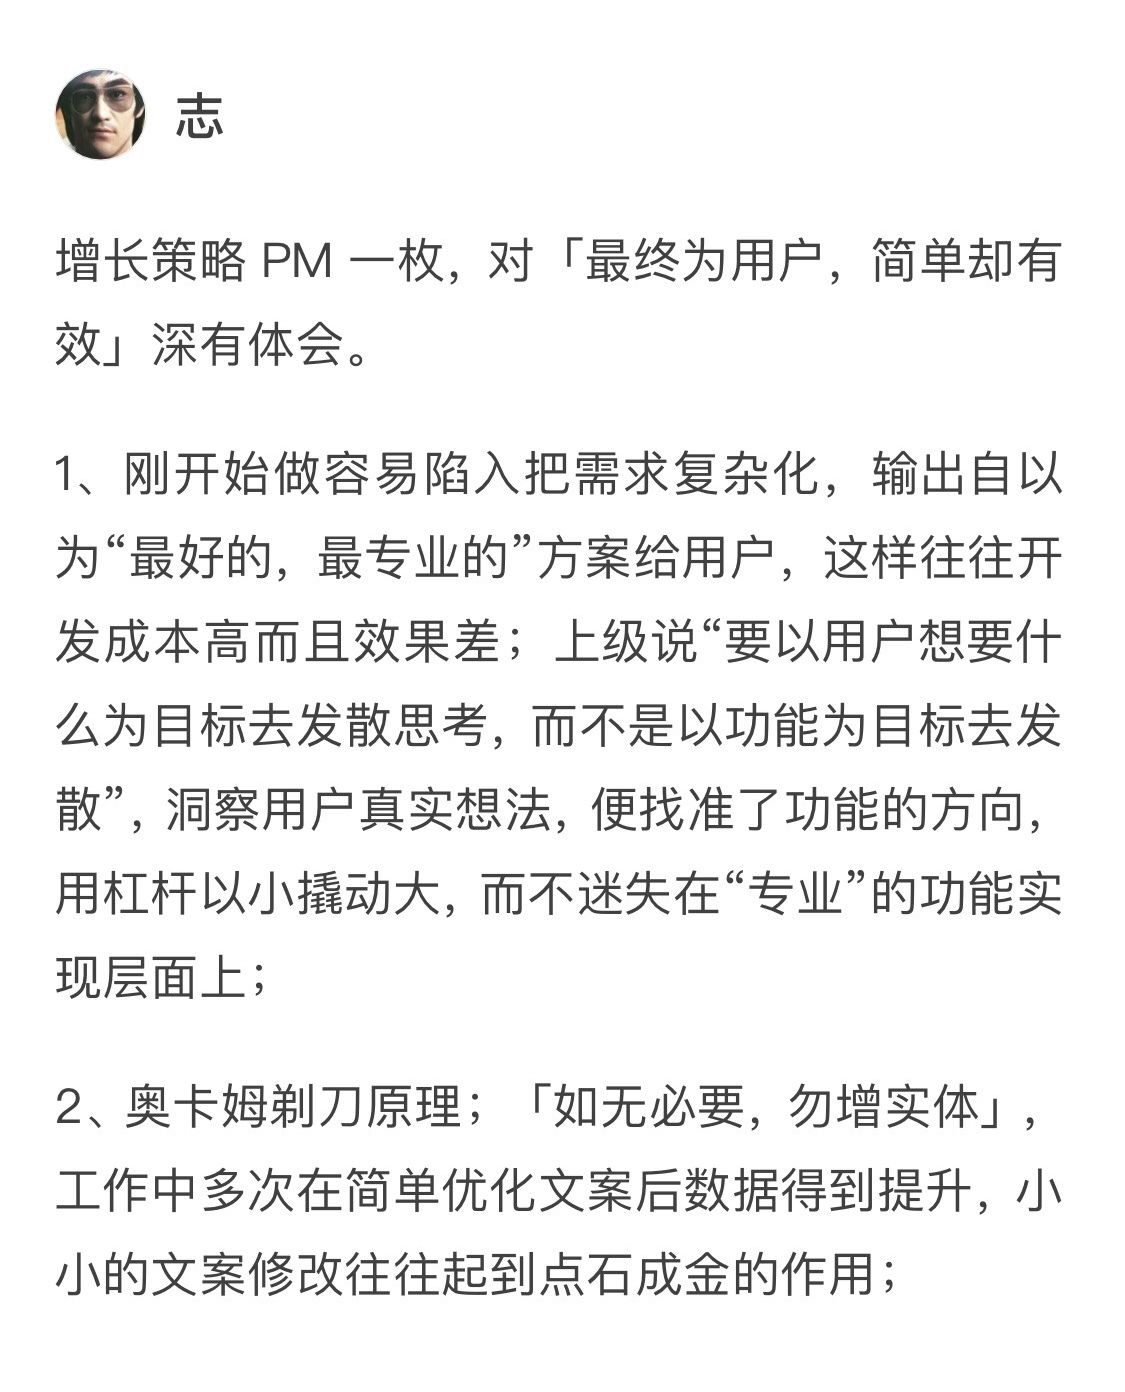 志
增长策略 PM 一枚，对「最终为用户，简单却有
效」深有体会。
1、刚开始做容易陷入把需求复杂化，输出自以
为“最好的，最专业的”方案给用户，这样往往开
发成本高而且效果差；上级说“要以用户想要什
么为目标去发散思考，而不是以功能为目标去发
散”，洞察用户真实想法，便找准了功能的方向，
用杠杆以小撬动大，而不迷失在“专业”的功能实
现层面上；
2、奥卡姆剃刀原理；「如无必要，勿增实体」，
工作中多次在简单优化文案后数据得到提升，小
小的文案修改往往起到点石成金的作用；